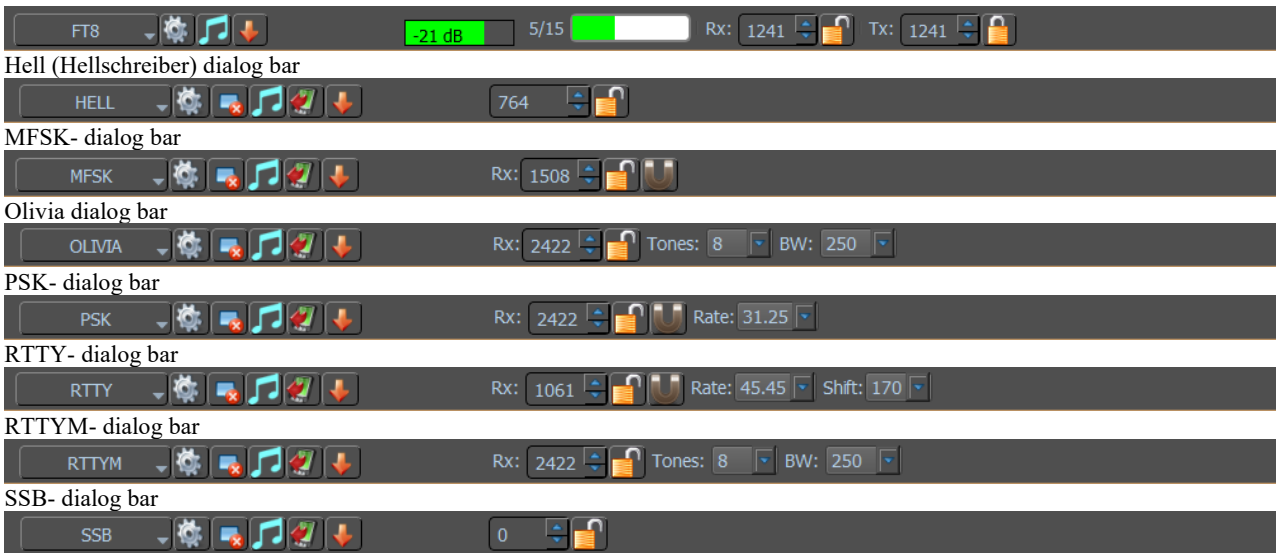 FT8 -21 dB 5/15 Rx: 1241 Tx: 1241
Hell (Hellschreiber) dialog bar
HELL 764
MFSK- dialog bar
MFSK Rx: 1508
Olivia dialog bar
OLIVIA Rx: 2422 Tones: 8 BW: 250
PSK- dialog bar
PSK Rx: 2422 Rate: 31.25
RTTY- dialog bar
RTTY Rx: 1061 Rate: 45.45 Shift: 170
RTTYM- dialog bar
RTTYM Rx: 2422 Tones: 8 BW: 250
SSB- dialog bar
SSB 0